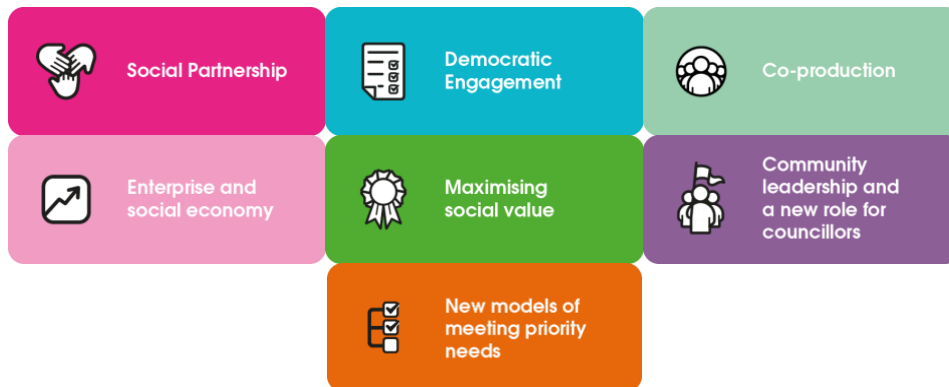 Social Partnership
Democratic
Engagement
Co-production
Enterprise and
social economy
Maximising
social value
Community
leadership and
a new role for
councillors
New models of
meeting priority
needs